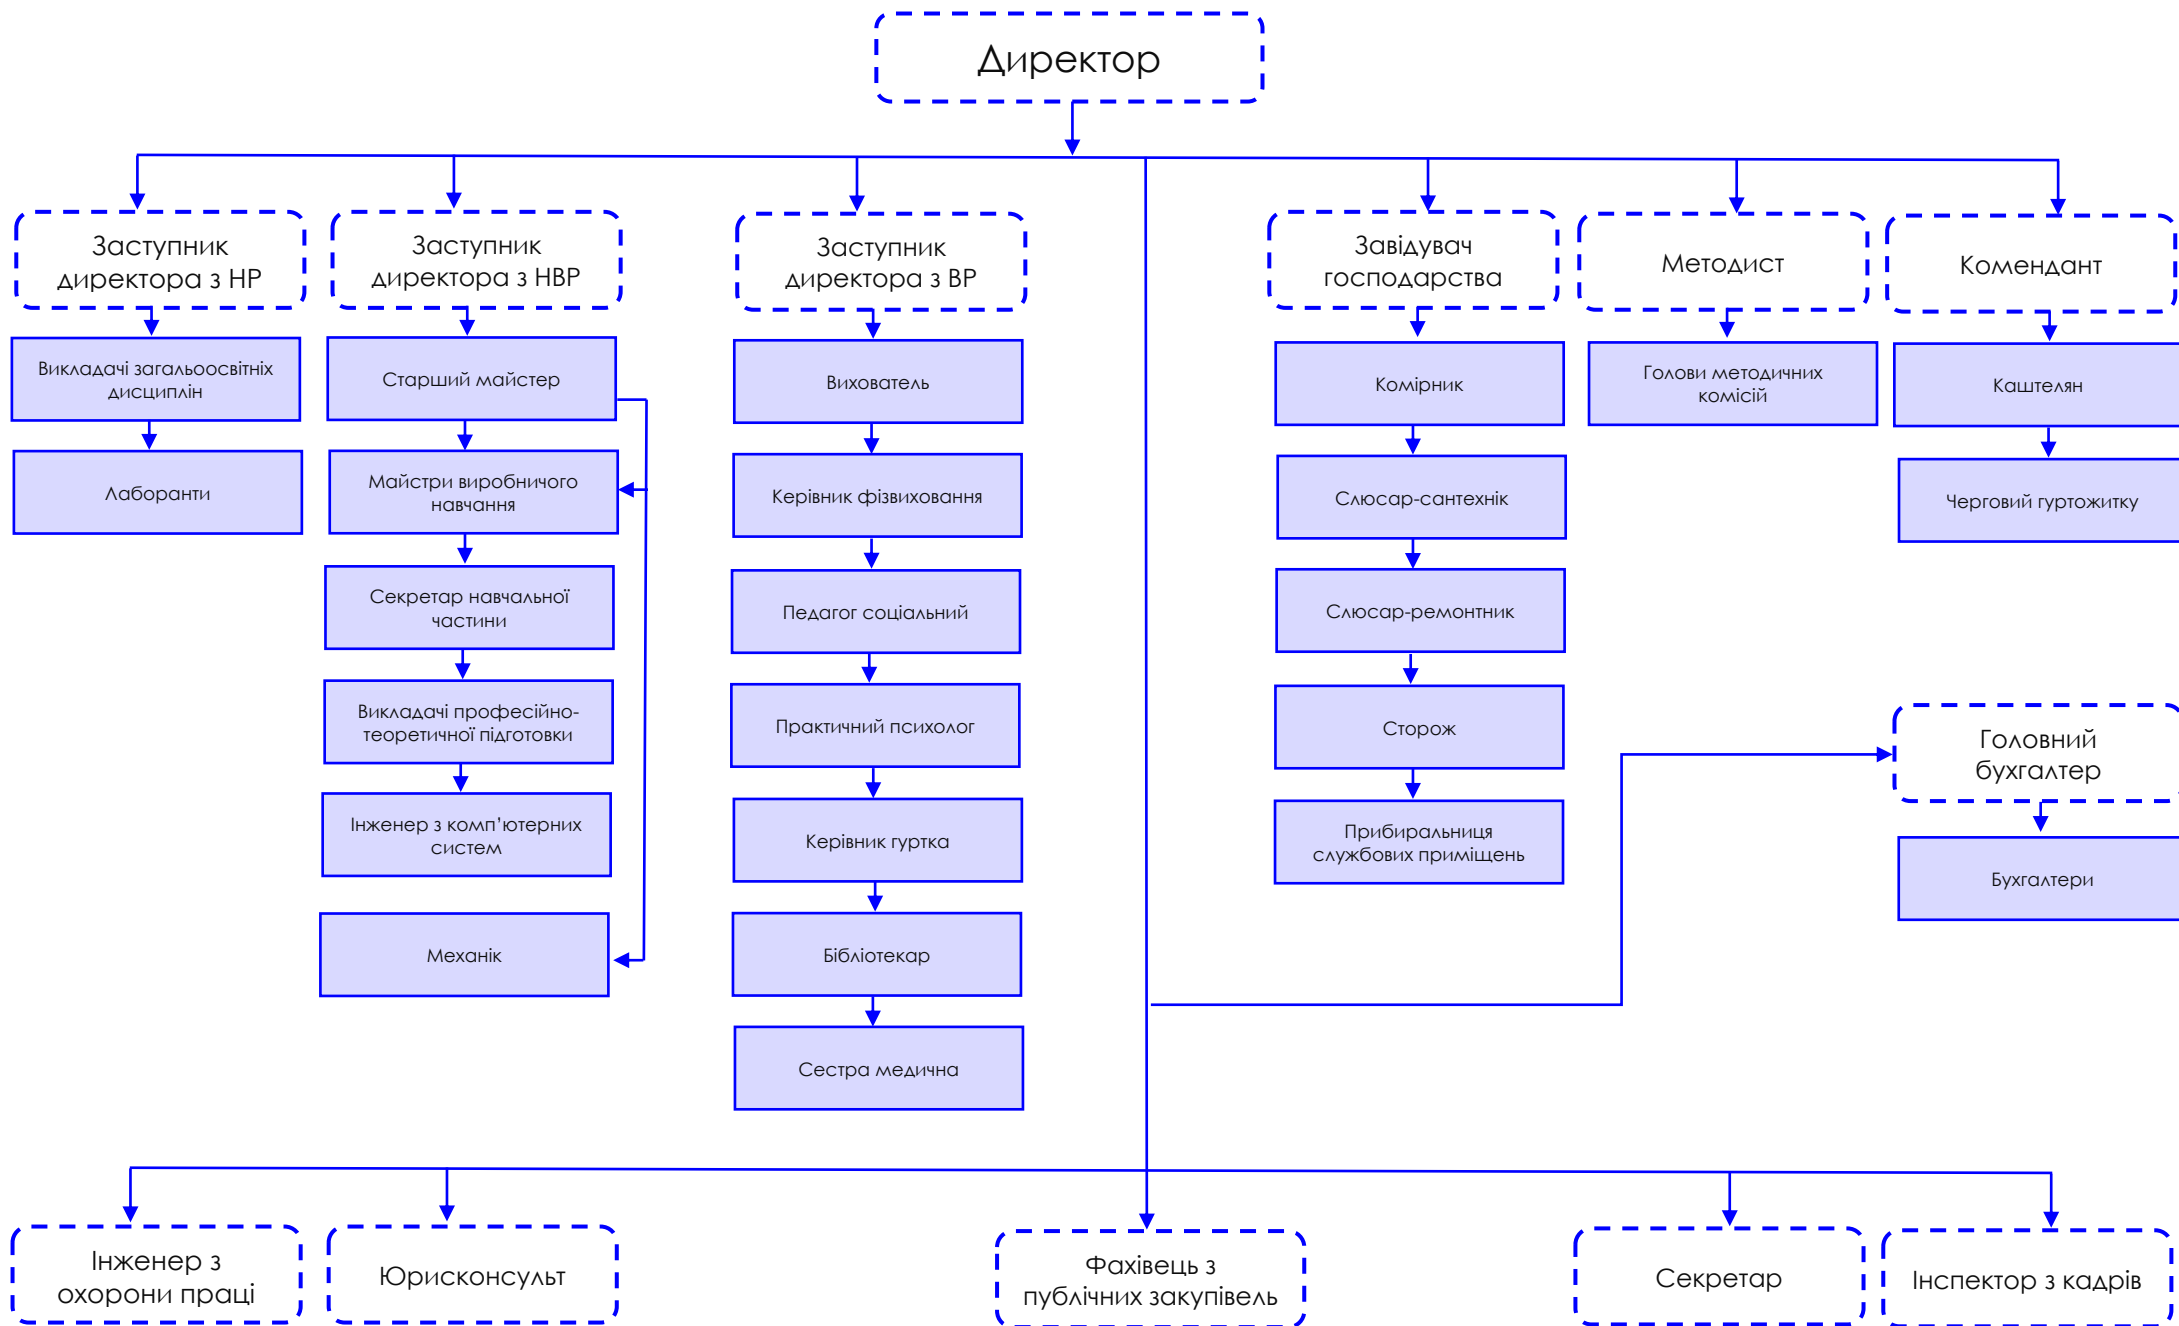 Директор
Заступник
директора з НР
Заступник
директора з НВР
Заступник
директора з ВР
Завідувач
господарства
Методист
Комендант
Викладачі загальоосвітніх
дисциплін
Лаборанти
Старший майстер
Майстри виробничого
навчання
Секретар навчальної
частини
Викладачі професійно-
теоретичної підготовки
Інженер з комп’ютерних
систем
Механік
Вихователь
Керівник фізвиховання
Педагог соціальний
Практичний психолог
Керівник гуртка
Бібліотекар
Сестра медична
Комірник
Слюсар-сантехнік
Слюсар-ремонтник
Сторож
Прибиральниця
службових приміщень
Голови методичних
комісій
Каштелян
Черговий гуртожитку
Головний
бухгалтер
Бухгалтери
Інженер з
охорони праці
Юрисконсульт
Фахівець з
публічних закупівель
Секретар
Інспектор з кадрів